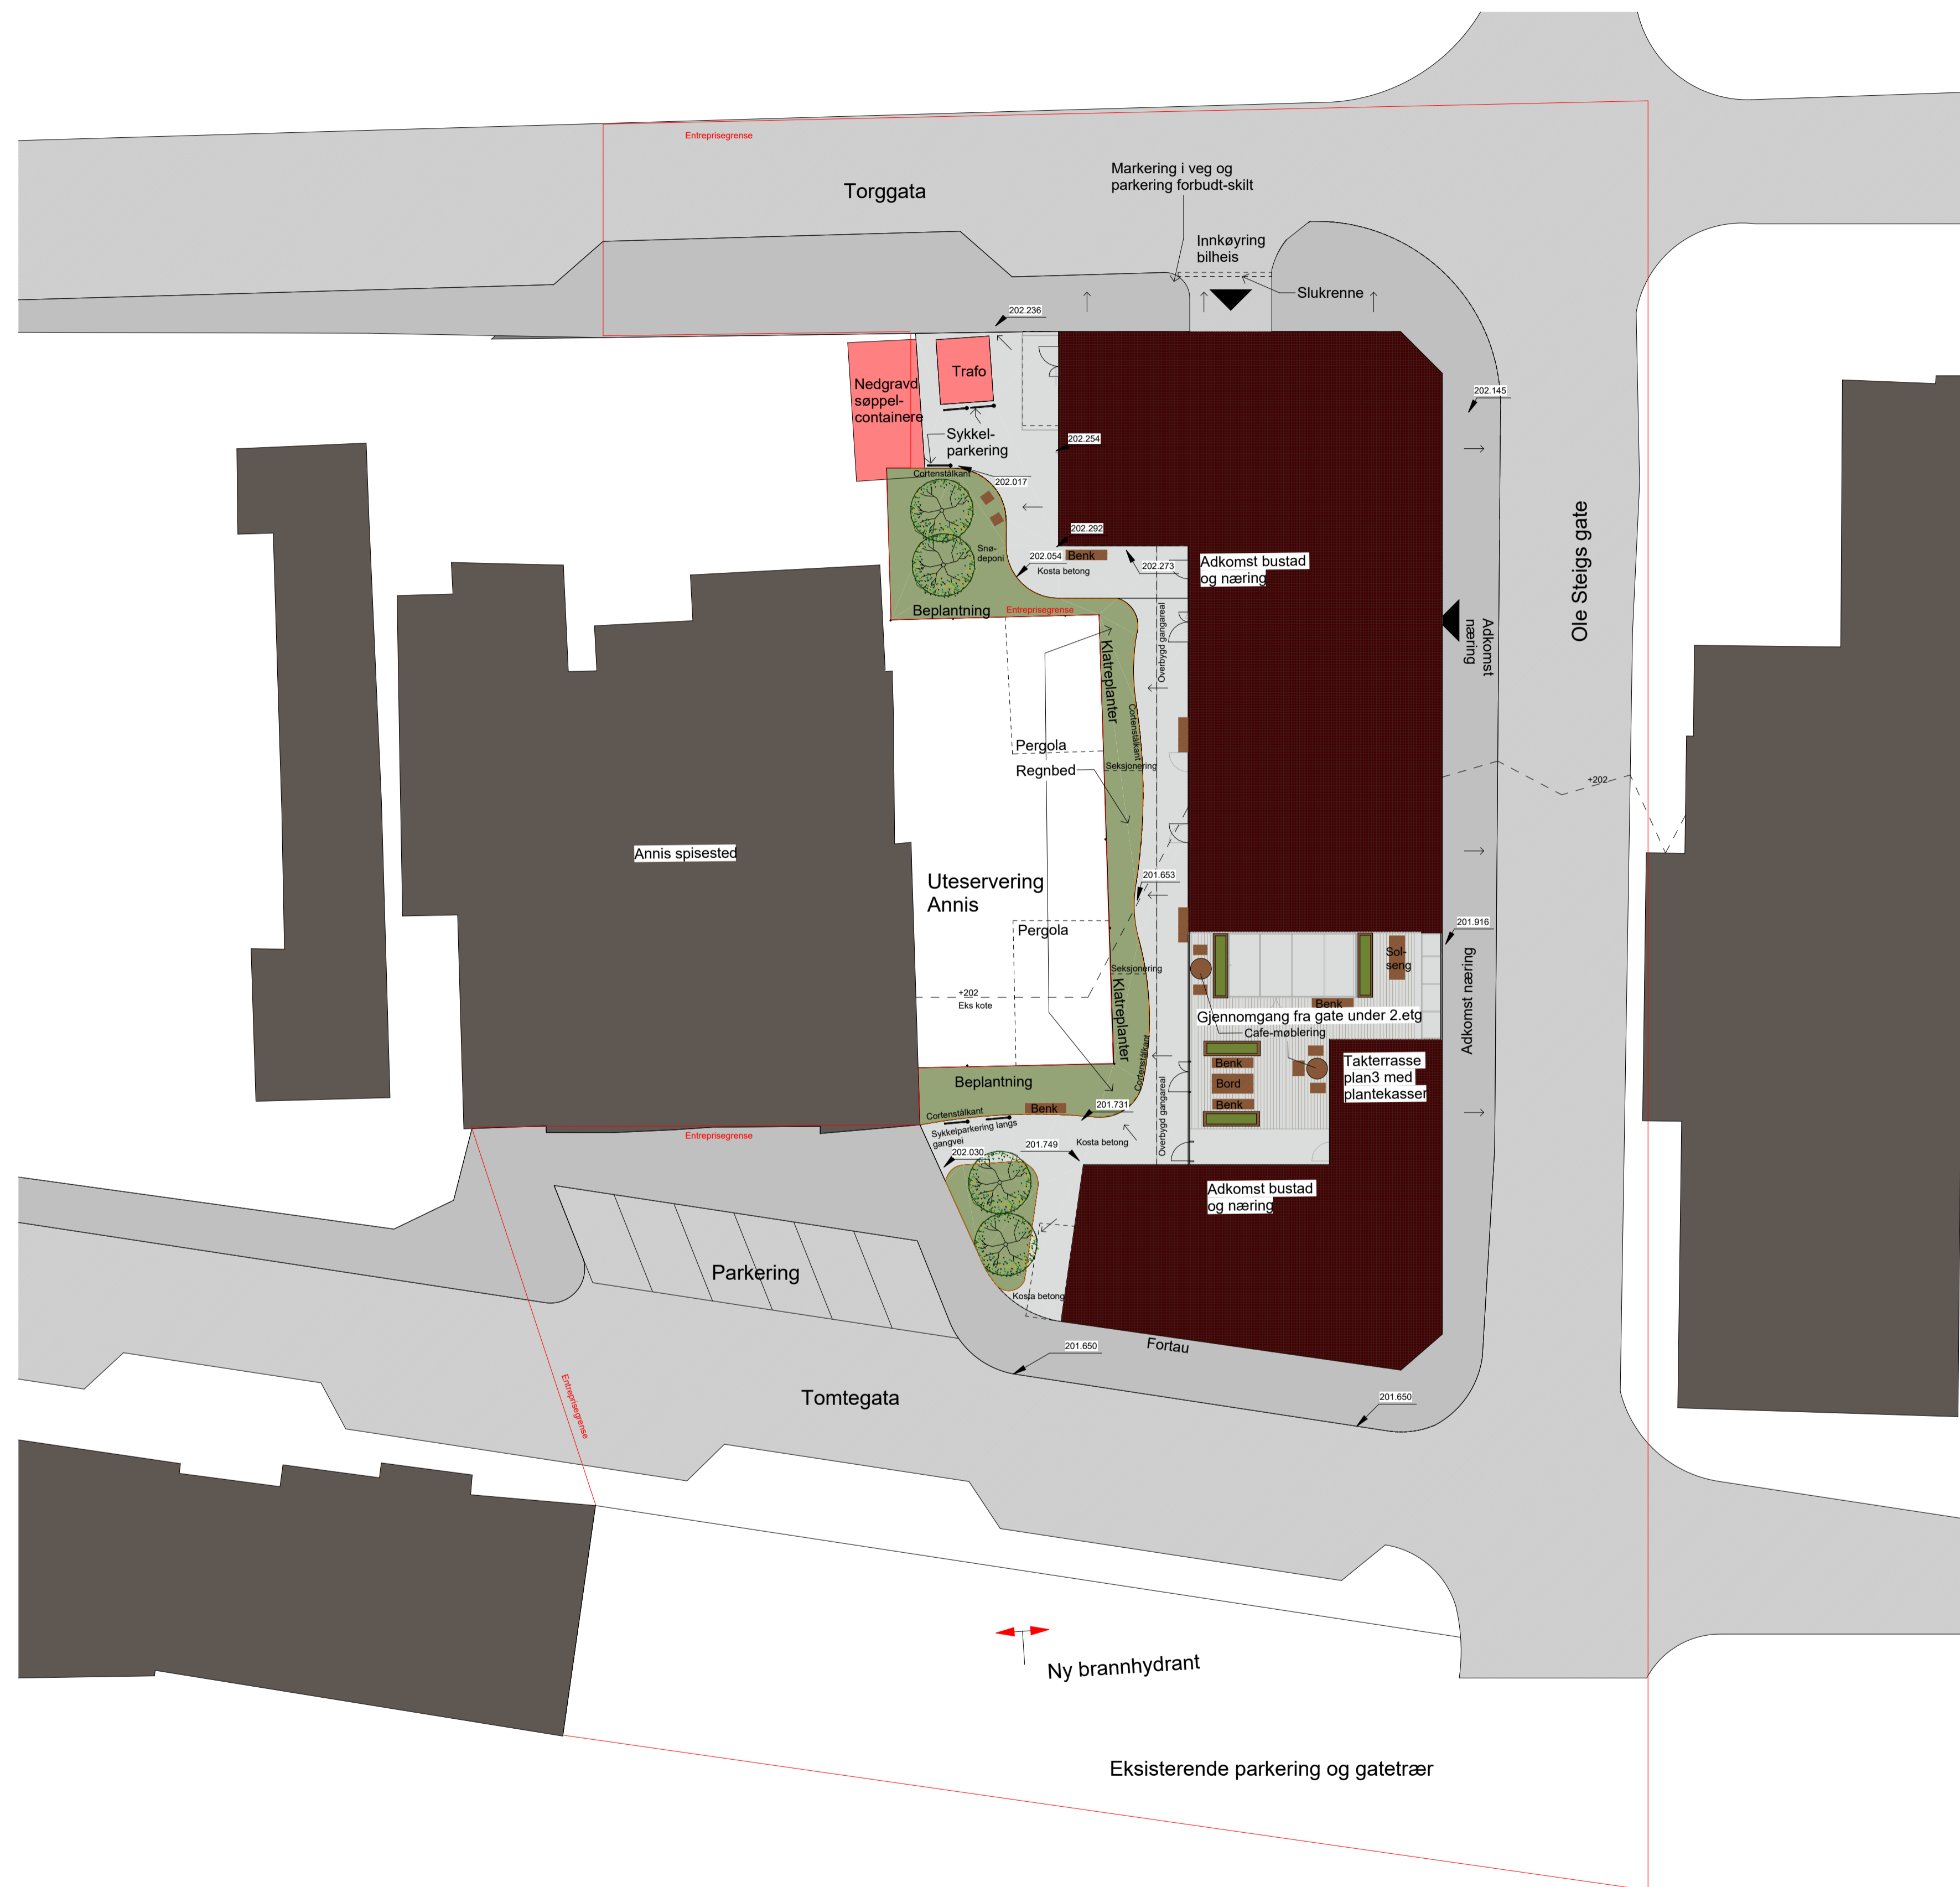 Entreprisegrense
Torggata
Markering i veg og
parkering forbudt-skilt
Innkøyring
bilheis
Slukrenne
202.236
Trafo
Nedgravd
søppel-
containere
Sykkel-
parkering
202.145
202.254
Cortenstålkant
202.017
202.292
Snø-
deponi
202.054
Benk
Kosta betong
202.273
Adkomst bustad
og næring
Ole Steigs gate
Beplantning
Entreprisegrense
Overbygd gangareal
Adkomst
næring
Klatreplanter
Cortenstålkant
Pergola
Seksjonering
Regnbed
+202
Annis spisested
Uteservering
Annis
201.653
Pergola
201.916
Sol-
seng
Seksjonering
Adkomst næring
+202
Eks kote
Benk
Gjennomgang fra gate under 2.etg
Cafe-møblering
Klatreplanter
Cortenstålkant
Benk
Bord
Benk
Takterrasse
plan3 med
plantekasser
Beplantning
Overbygd gangareal
Cortenstålkant
Benk
201.731
Entreprisegrense
Sykkelparkering langs
gangvei
201.749
Kosta betong
202.030
Adkomst bustad
og næring
Parkering
Kosta betong
201.650
Fortau
Entreprisegrense
Tomtegata
201.650
Ny brannhydrant
Eksisterende parkering og gatetrær